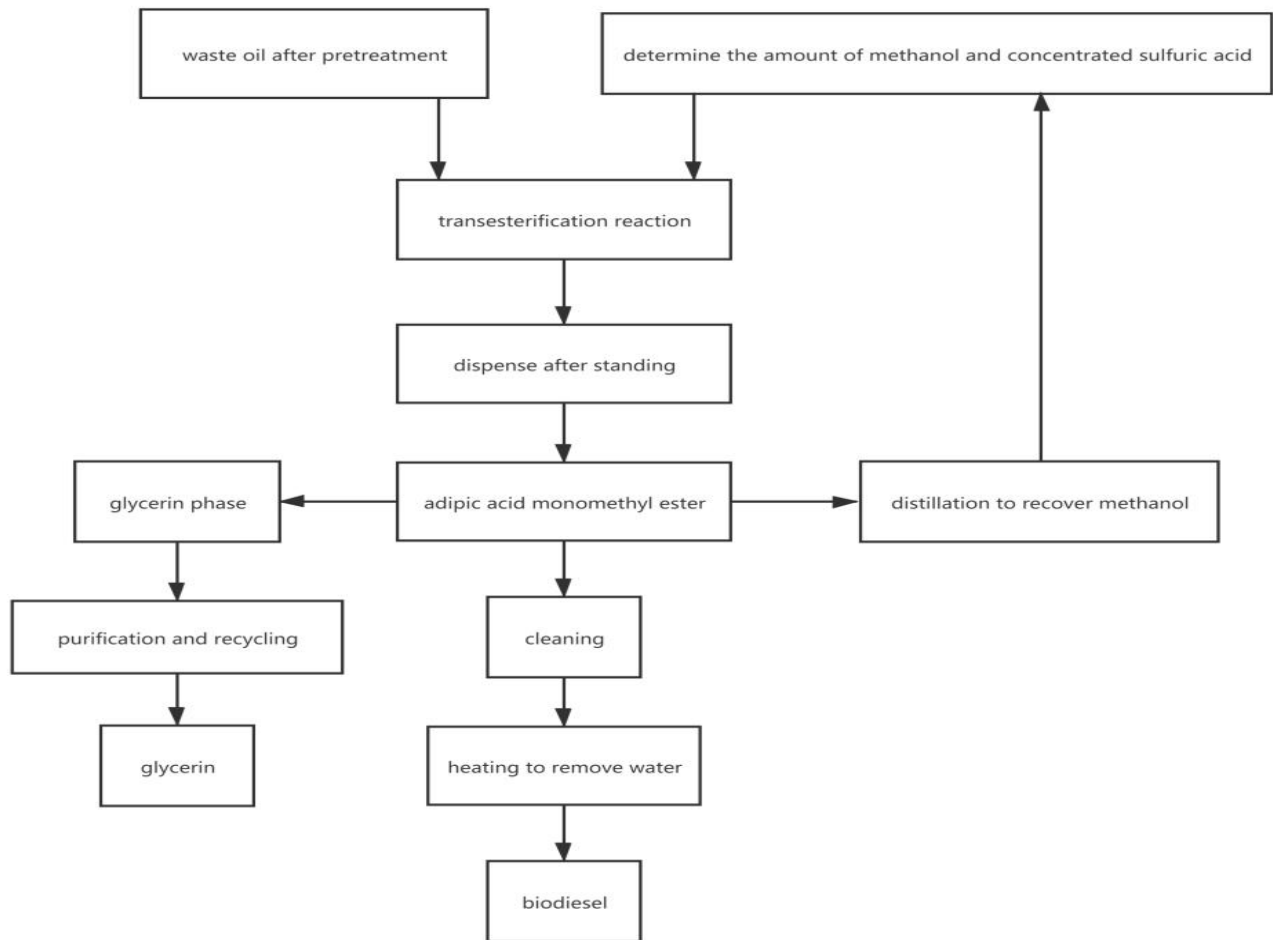 waste oil after pretreatment
determine the amount of methanol and concentrated sulfuric acid
transesterification reaction
dispense after standing
glycerin phase
adipic acid monomethyl ester
distillation to recover methanol
purification and recycling
cleaning
glycerin
heating to remove water
biodiesel